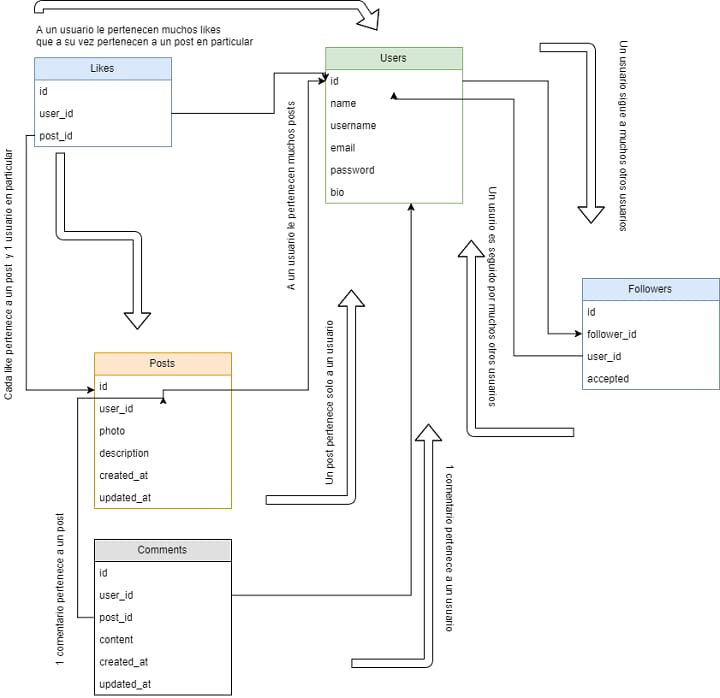 A un usuario le pertenecen muchos likes
que a su vez pertenecen a un post en particular
Likes
id
user_id
post_id
Users
id
name
username
email
password
bio
Un usuario sigue a muchos otros usuarios
A un usuario le pertenecen muchos posts
Cada like pertenece a un post y 1 usuario en particular
Un usurio es seguido por muchos otros usuarios
Followers
id
follower_id
user_id
accepted
Posts
id
user_id
photo
description
created_at
updated_at
Un post pertenece solo a un usuario
1 comentario pertenece a un post
Comments
id
user_id
post_id
content
created_at
updated_at
1 comentario pertenece a un usuario